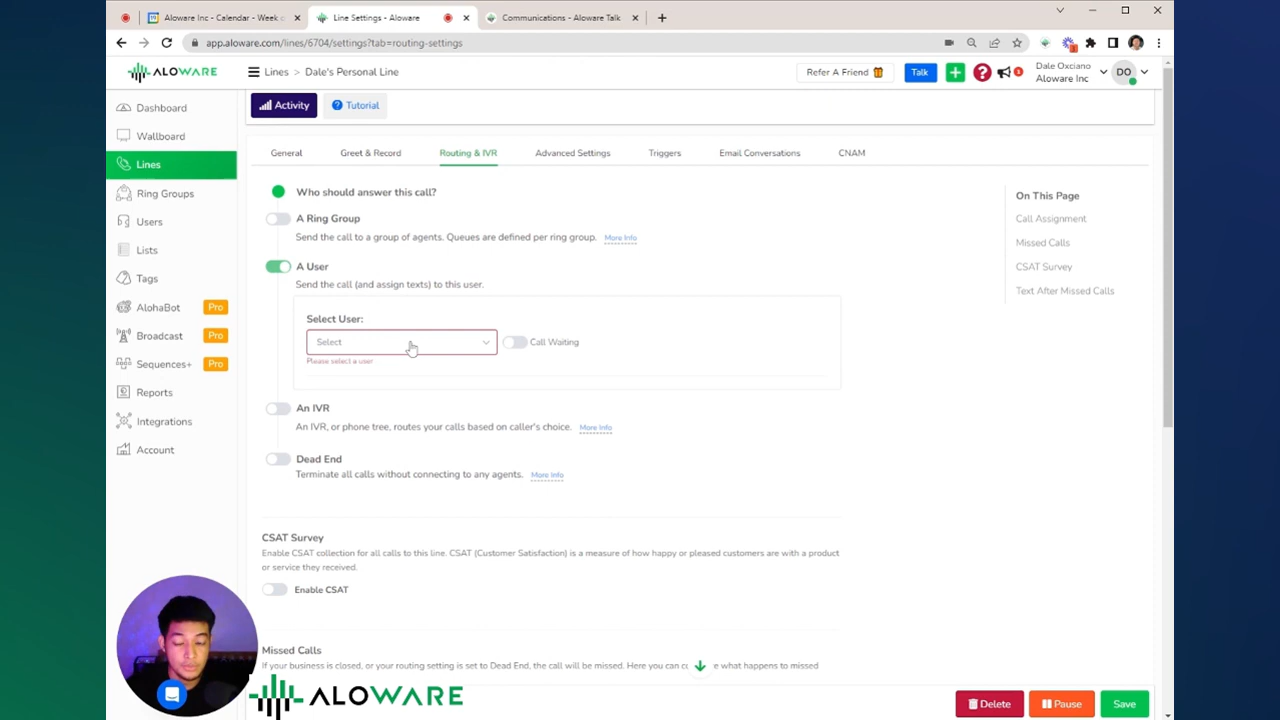 Aloware Inc - Calendar - Week o
Line Settings - Aloware
Communications - Aloware Talk
app.aloware.com/lines/6704/settings?tab=routing-settings
ALOWARE
Lines > Dale's Personal Line
Refer A Friend
Talk
Dale Oxciano
Aloware Inc
DO
Dashboard
Wallboard
Lines
Ring Groups
Users
Lists
Tags
AlohaBot Pro
Broadcast Pro
Sequences+ Pro
Reports
Integrations
Account
Activity
Tutorial
General
Greet & Record
Routing & IVR
Advanced Settings
Triggers
Email Conversations
CNAM
Who should answer this call?
A Ring Group
Send the call to a group of agents. Queues are defined per ring group. More Info
A User
Send the call (and assign texts) to this user.
Select User:
Select
Call Waiting
Please select a user
An IVR
An IVR, or phone tree, routes your calls based on caller's choice. More Info
Dead End
Terminate all calls without connecting to any agents. More Info
CSAT Survey
Enable CSAT collection for all calls to this line. CSAT (Customer Satisfaction) is a measure of how happy or pleased customers are with a product
or service they received.
Enable CSAT
Missed Calls
If your business is closed, or your routing setting is set to Dead End, the call will be missed. Here you can e what happens to missed
On This Page
Call Assignment
Missed Calls
CSAT Survey
Text After Missed Calls
Delete
Pause
Save
ALOWARE